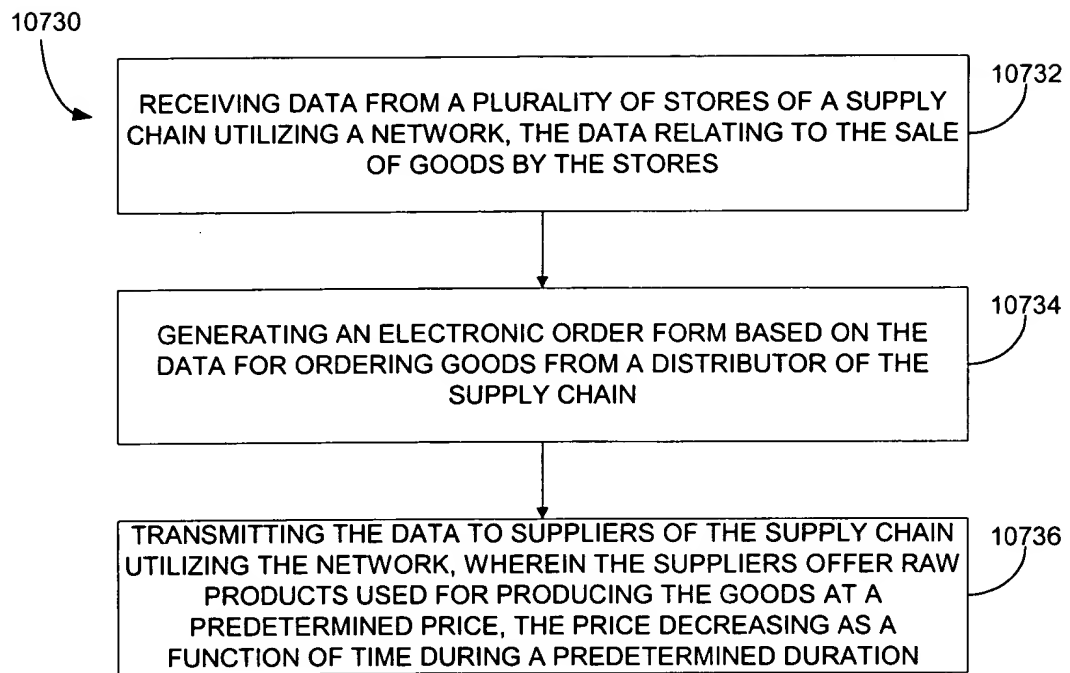 10730
10732
RECEIVING DATA FROM A PLURALITY OF STORES OF A SUPPLY
CHAIN UTILIZING A NETWORK, THE DATA RELATING TO THE SALE
OF GOODS BY THE STORES
10734
GENERATING AN ELECTRONIC ORDER FORM BASED ON THE
DATA FOR ORDERING GOODS FROM A DISTRIBUTOR OF THE
SUPPLY CHAIN
10736
TRANSMITTING THE DATA TO SUPPLIERS OF THE SUPPLY CHAIN
UTILIZING THE NETWORK, WHEREIN THE SUPPLIERS OFFER RAW
PRODUCTS USED FOR PRODUCING THE GOODS AT A
PREDETERMINED PRICE, THE PRICE DECREASING AS A
FUNCTION OF TIME DURING A PREDETERMINED DURATION